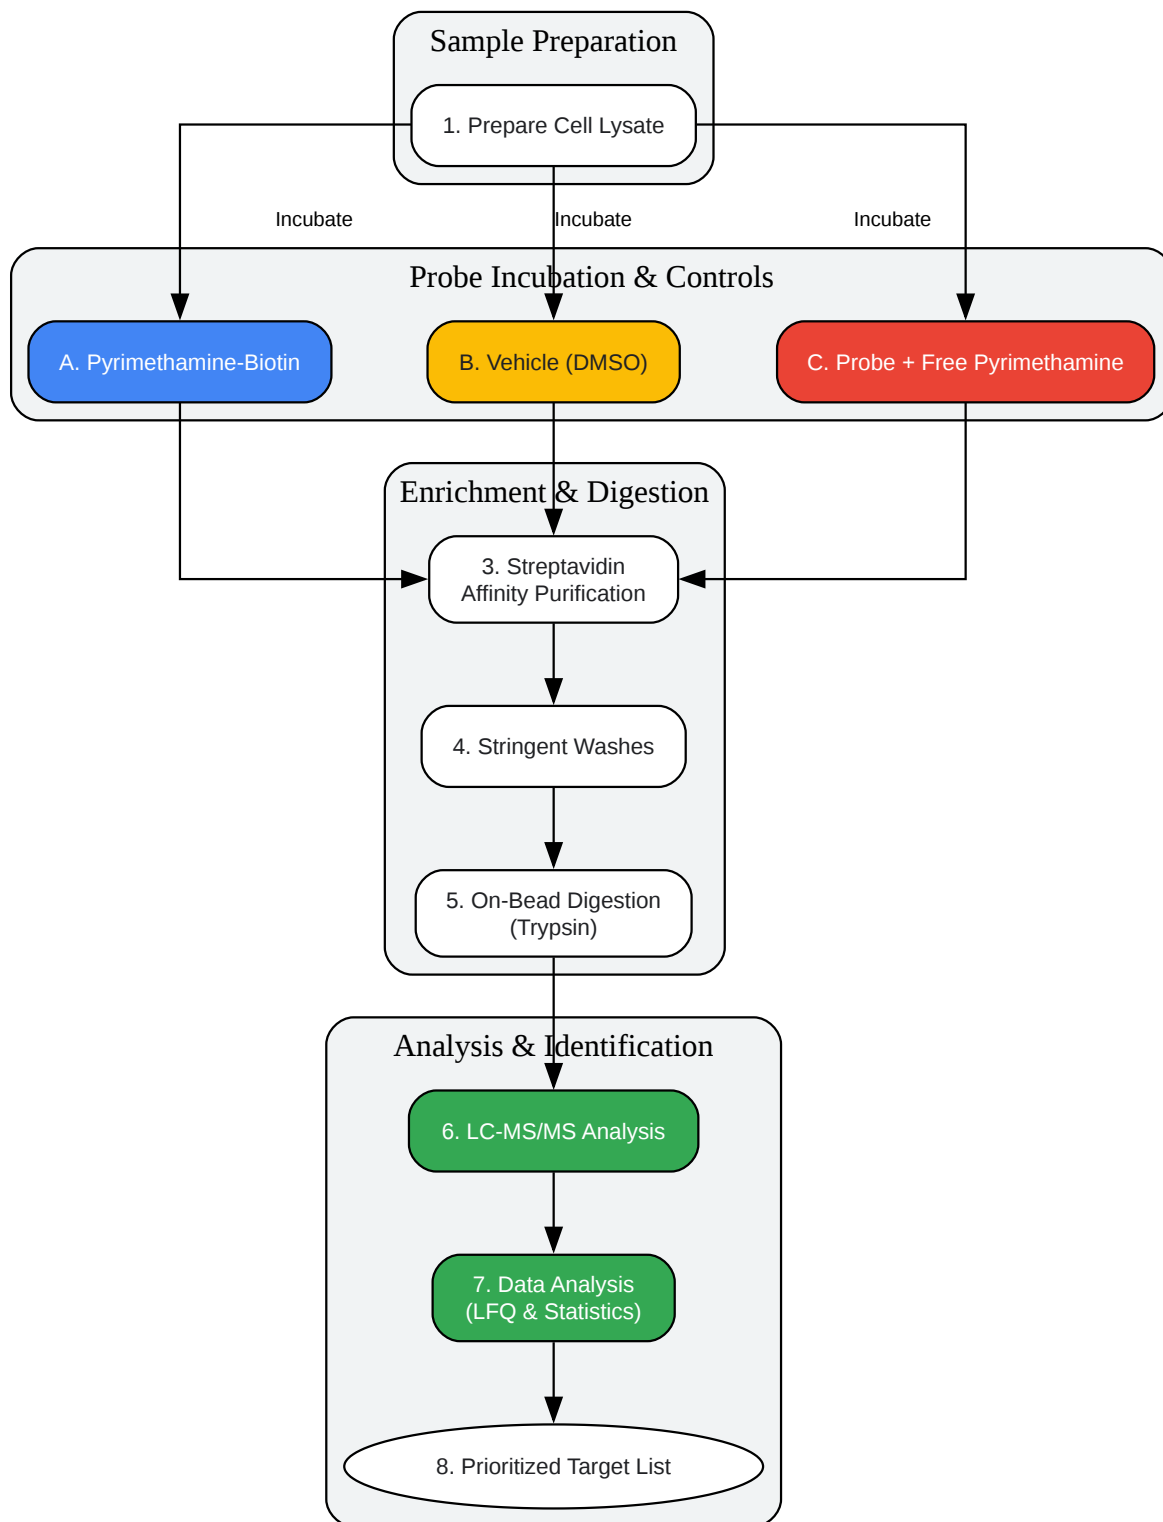 Sample Preparation
1. Prepare Cell Lysate
Incubate
Incubate
Incubate
Probe Incubation & Controls
A. Pyrimethamine-Biotin
B. Vehicle (DMSO)
C. Probe + Free Pyrimethamine
Enrichment & Digestion
3. Streptavidin
Affinity Purification
4. Stringent Washes
5. On-Bead Digestion
(Trypsin)
Analysis & Identification
6. LC-MS/MS Analysis
7. Data Analysis
(LFQ & Statistics)
8. Prioritized Target List